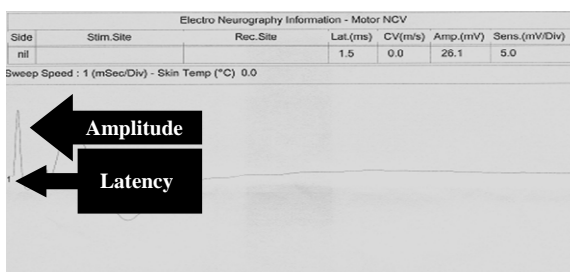 Electro Neurography Information - Motor NCV
Side Stim.Site Rec.Site Lat.(ms) CV(m/s) Amp.(mV) Sens.(mV/Div)
nil 1.5 0.0 26.1 5.0
Sweep Speed : 1 (mSec/Div) - Skin Temp (°C) 0.0
Amplitude
1
Latency